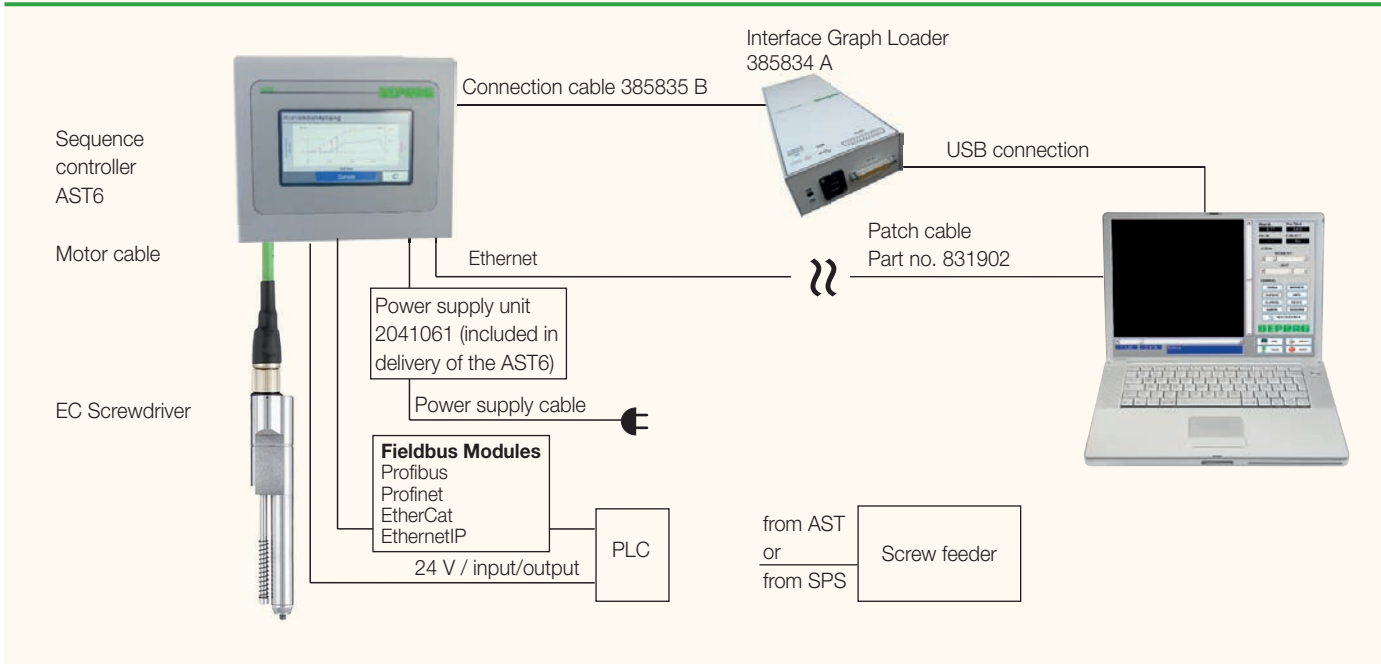 Interface Graph Loader
385834 A
Connection cable 385835 B
DEPRAG
Sequence
controller
AST6
USB connection
Motor cable
Ethernet
Patch cable
Part no. 831902
Power supply unit
2041061 (included in
delivery of the AST6)
DEPRAG
EC Screwdriver
Power supply cable
Fieldbus Modules
Profibus
Profinet
EtherCat
EthernetIP
PLC
24 V / input/output
from AST
or
from SPS
Screw feeder